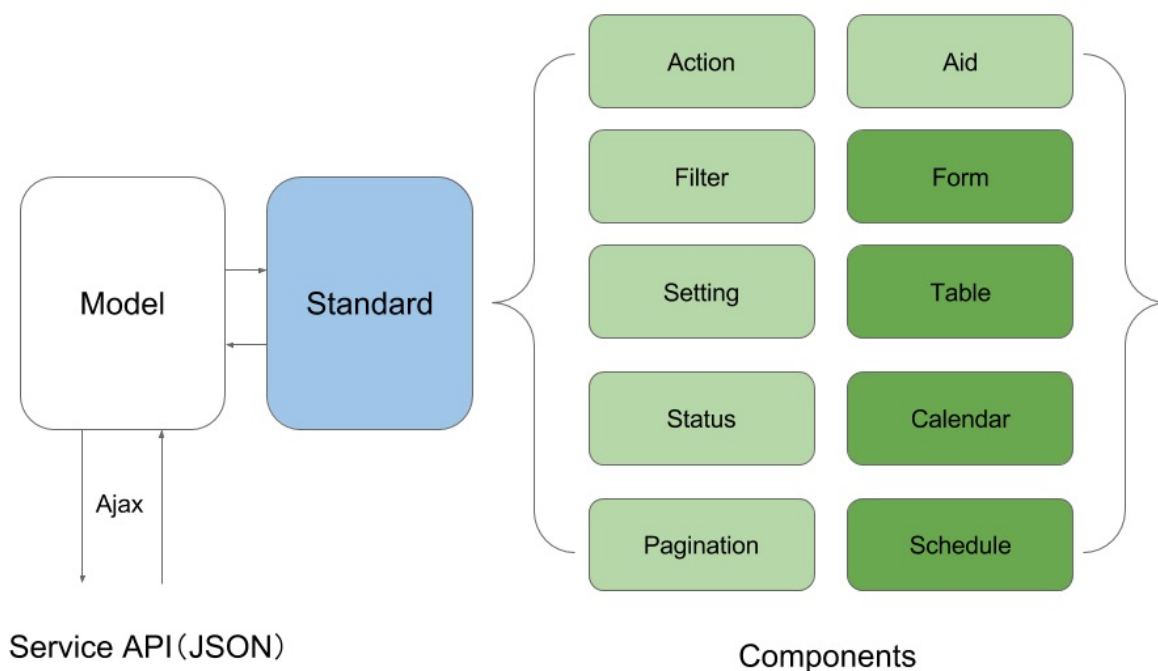 Action
Aid
Filter
Form
Model
Standard
Setting
Table
Status
Calendar
Ajax
Pagination
Schedule
Service API（JSON）
Components